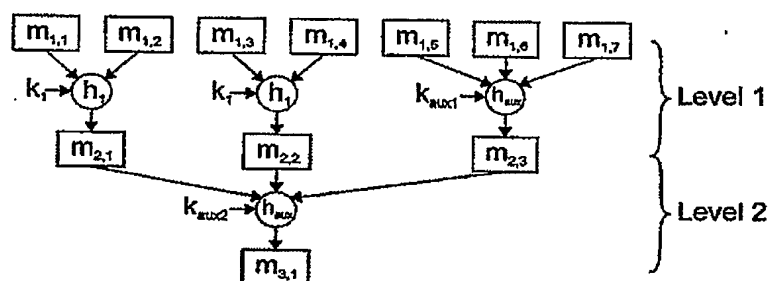 m1,1 m1,2 m1,3 m1,4 m1,5 m1,6 m1,7
k1 h1 k1 h1 kaux1 haux Level 1
m2,1 m2,2 m2,3
kaux2 haux Level 2
m3,1